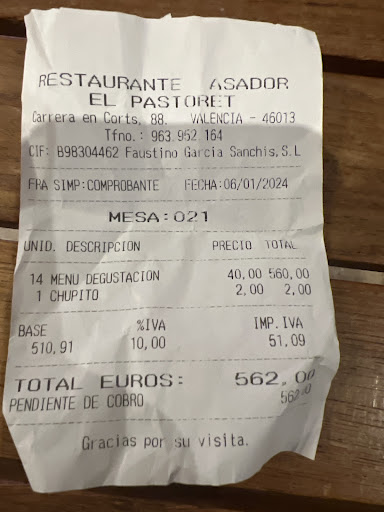 RESTAURANTE ASADOR
EL PASTORET
Carrera en Corts, 88. VALENCIA - 46013
Tfno.: 963 952 164
CIF: B98304462 Faustino Garcia Sanchis,S.L
FRA SIMP:COMPROBANTE FECHA:06/01/2024
MESA:021
UNID. DESCRIPCION PRECIO TOTAL
14 MENU DEGUSTACION 40,00 560,00
1 CHUPITO 2,00 2,00
BASE %IVA IMP.IVA
510,91 10,00 51,09
TOTAL EUROS: 562,00
PENDIENTE DE COBRO 562,00
Gracias por su visita.